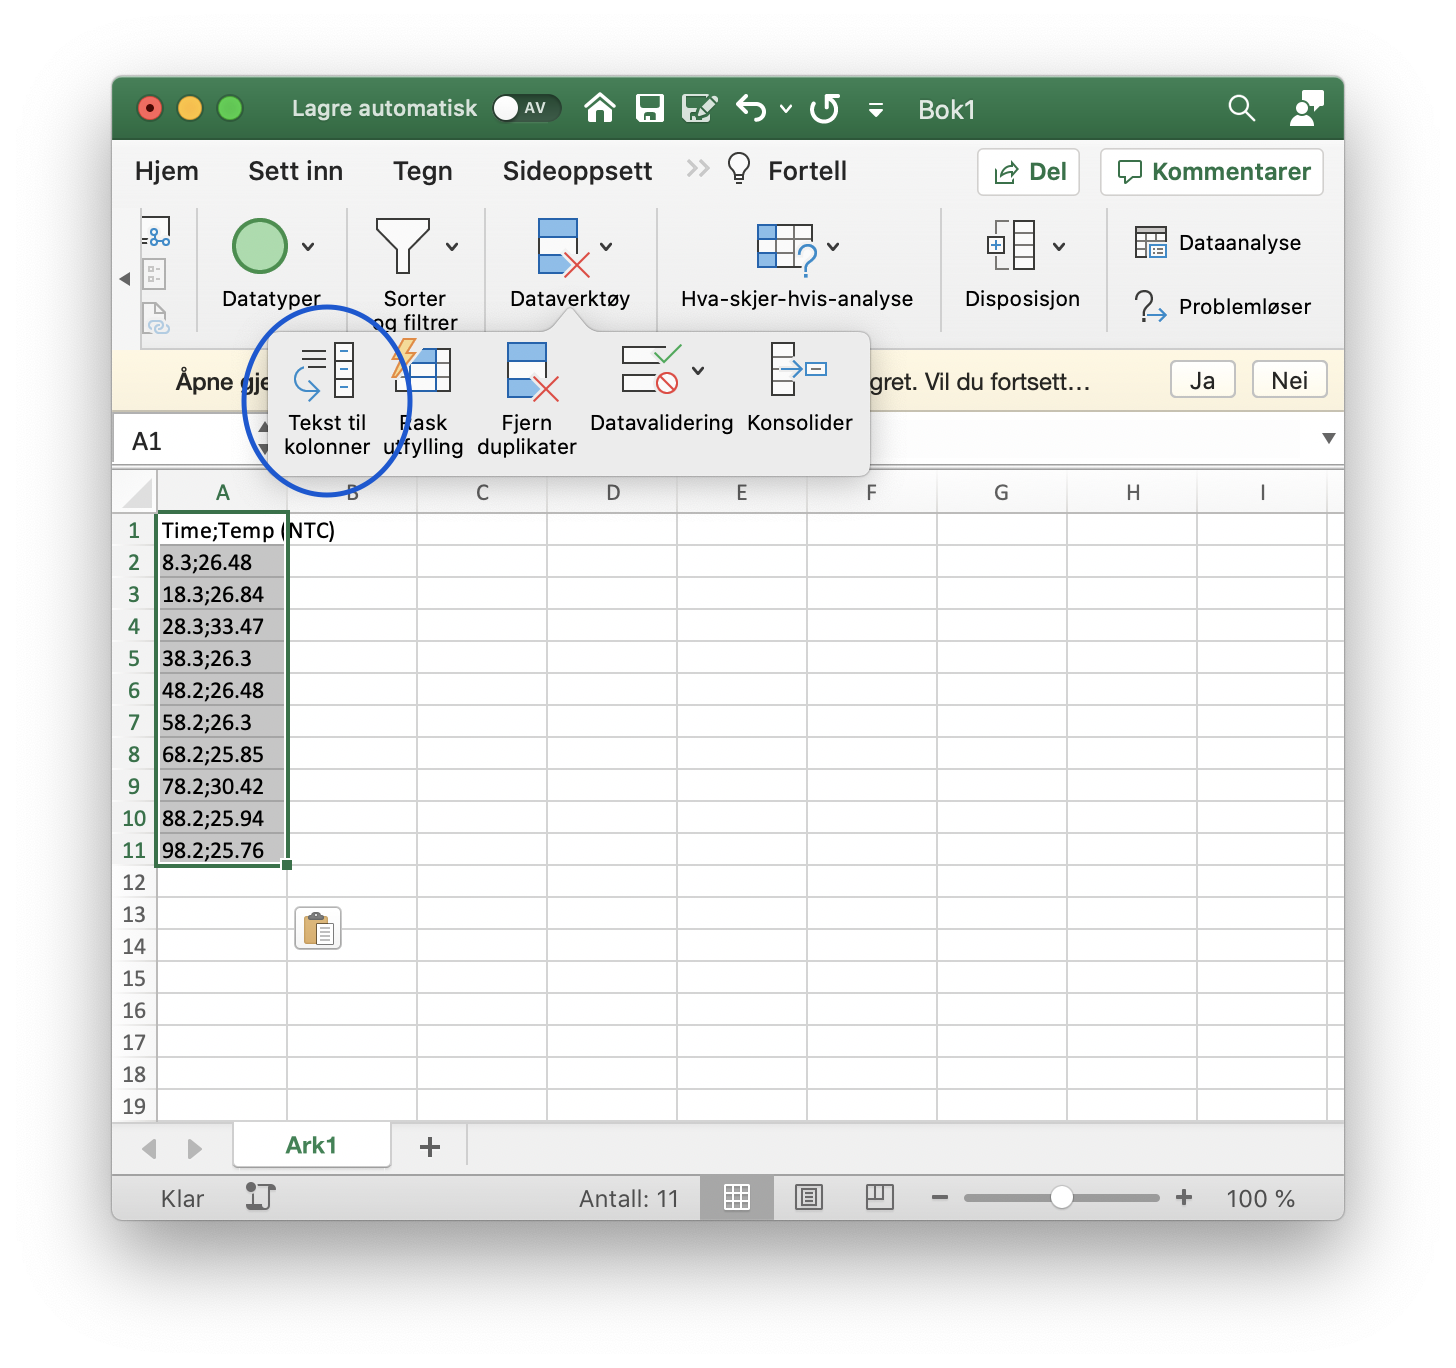 Lagre automatisk AV Bok1
Hjem Sett inn Tegn Sideoppsett Fortell Del Kommentarer
Datatyper
Sorter
og filtrer
Dataverktøy
Hva-skjer-hvis-analyse
Disposisjon
Dataanalyse
Problemløser
Tekst til
kolonner
Rask
utfylling
Fjern
duplikater
Datavalidering
Konsolider
Åpne gje
gret. Vil du fortsett...
Ja
Nei
A1
A B C D E F G H I
1 Time;Temp (NTC)
2 8.3;26.48
3 18.3;26.84
4 28.3;33.47
5 38.3;26.3
6 48.2;26.48
7 58.2;26.3
8 68.2;25.85
9 78.2;30.42
10 88.2;25.94
11 98.2;25.76
12
13
14
15
16
17
18
19
Ark1
Klar Antall: 11 100 %